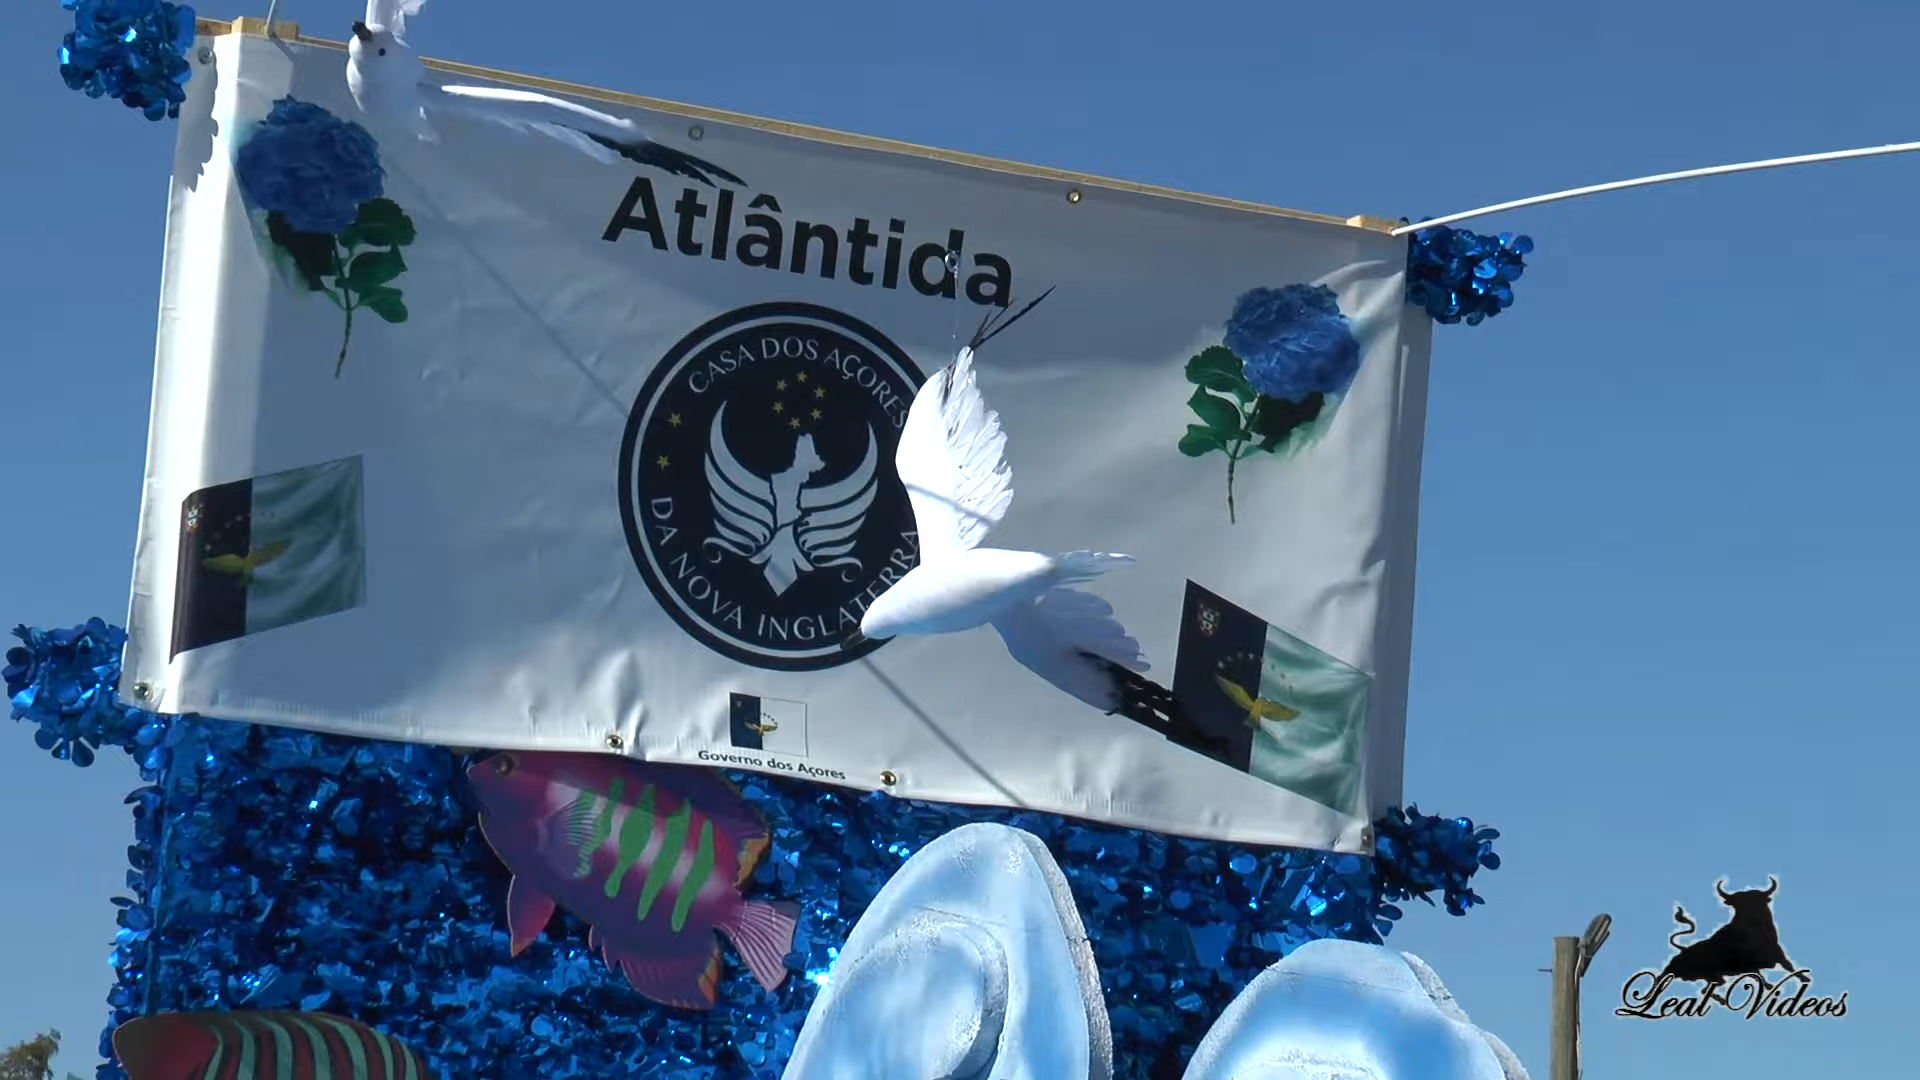 Atlântida
CASA DOS AÇORES
DA NOVA INGLATERRA
Governo dos Açores
Leal Videos